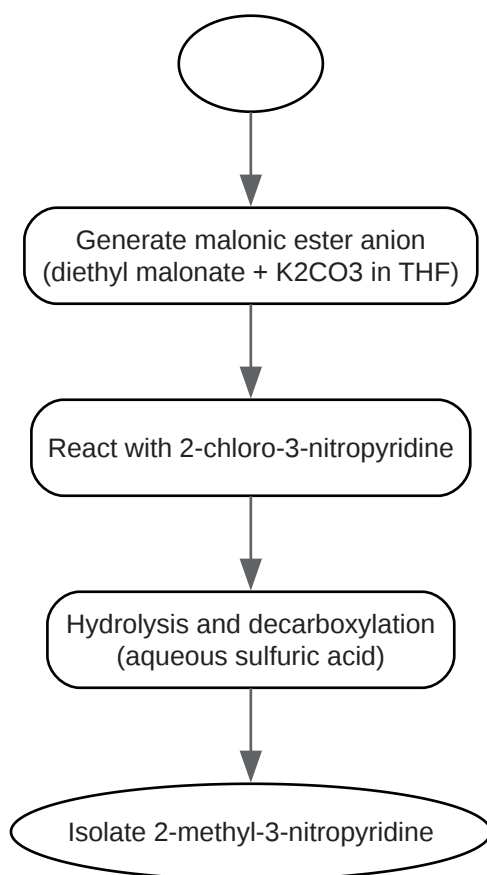 Generate malonic ester anion
(diethyl malonate + K2CO3 in THF)
React with 2-chloro-3-nitropyridine
Hydrolysis and decarboxylation
(aqueous sulfuric acid)
Isolate 2-methyl-3-nitropyridine